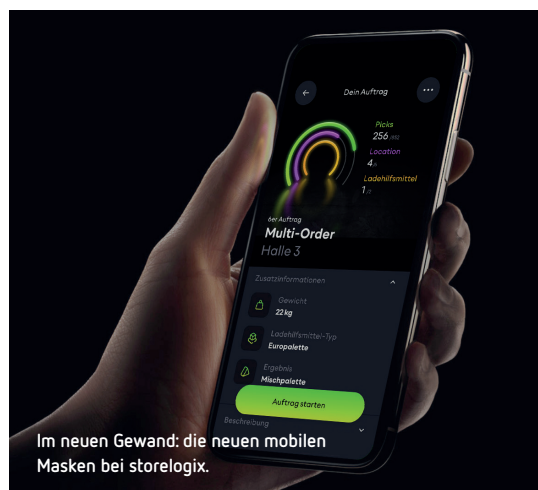 Dein Auftrag
Picks
256
Location
4
Ladehilfsmittel
1
6er Auftrag
Multi-Order
Halle 3
Zusatzinformationen
Gewicht
22 kg
Ladehilfsmittel-Typ
Europalette
Ergebnis
Mischpalette
Auftrag starten
Beschreibung
Im neuen Gewand: die neuen mobilen
Masken bei storelogix.